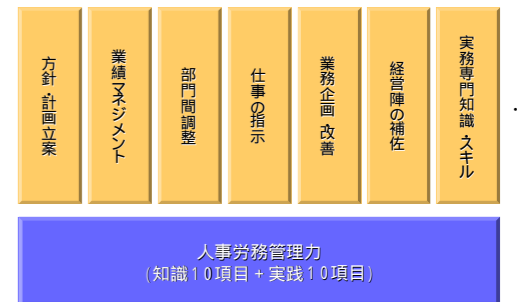 方針・計画立案
業績マネジメント
部門間調整
仕事の指示
業務企画・改善
経営陣の補佐
実務専門知識・スキル
人事労務管理力
(知識10項目+実践10項目)